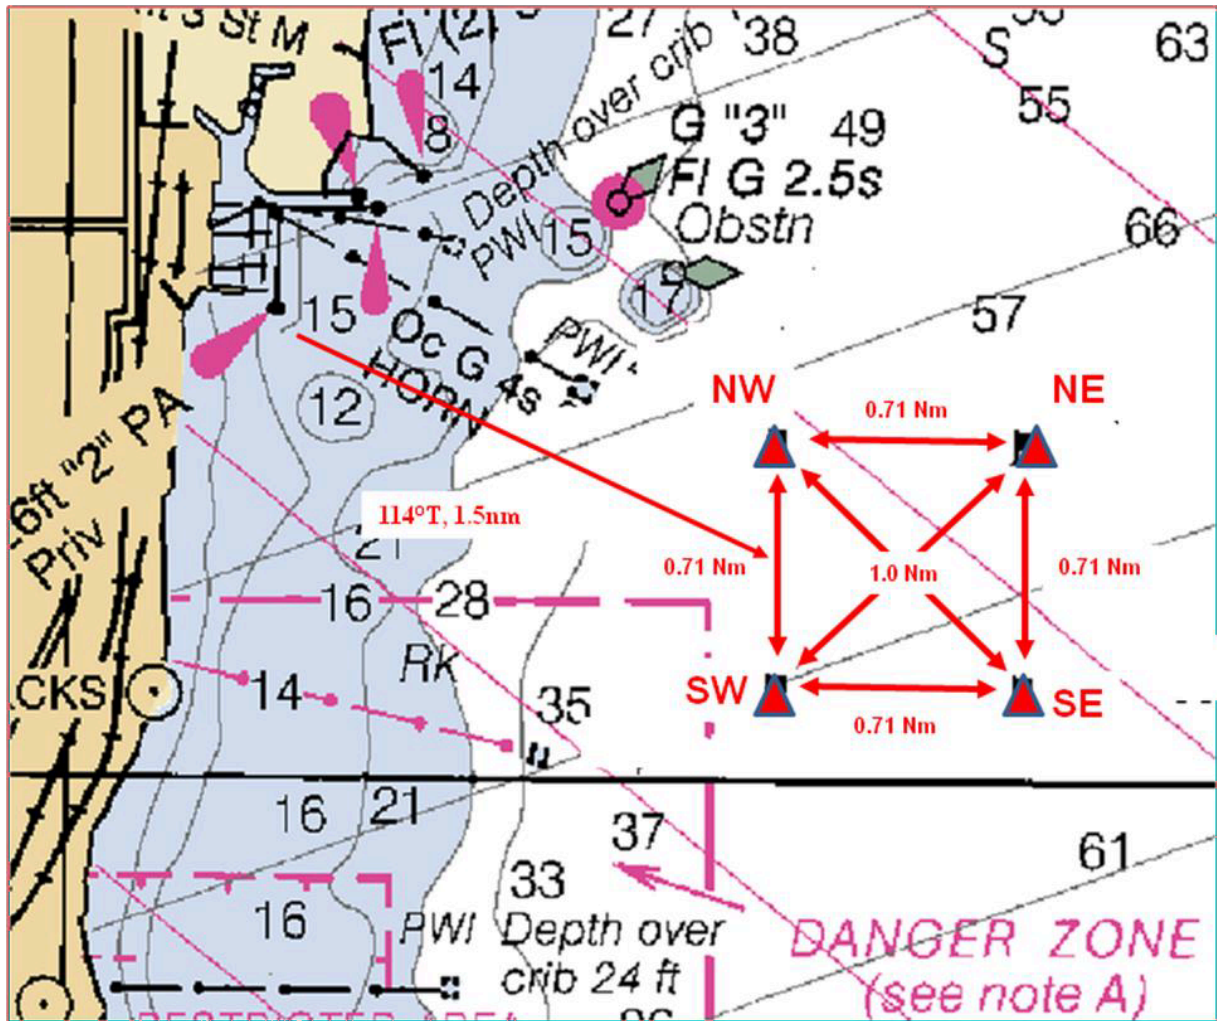 3 St M
Fl (2)
14
8
27
38
S
63
55
Depth over crib
PWI
G "3"
49
Fl G 2.5s
Obstn
15
66
17
57
15
Oc G 4s
HORN
PWI
12
"2" PA
6ft
Priv
NW
NE
0.71 Nm
114°T, 1.5nm
21
0.71 Nm
1.0 Nm
0.71 Nm
16
28
RK
CKS
14
35
SW
SE
0.71 Nm
16
21
37
61
33
16
PWI
Depth over
crib 24 ft
DANGER ZONE
(see note A)